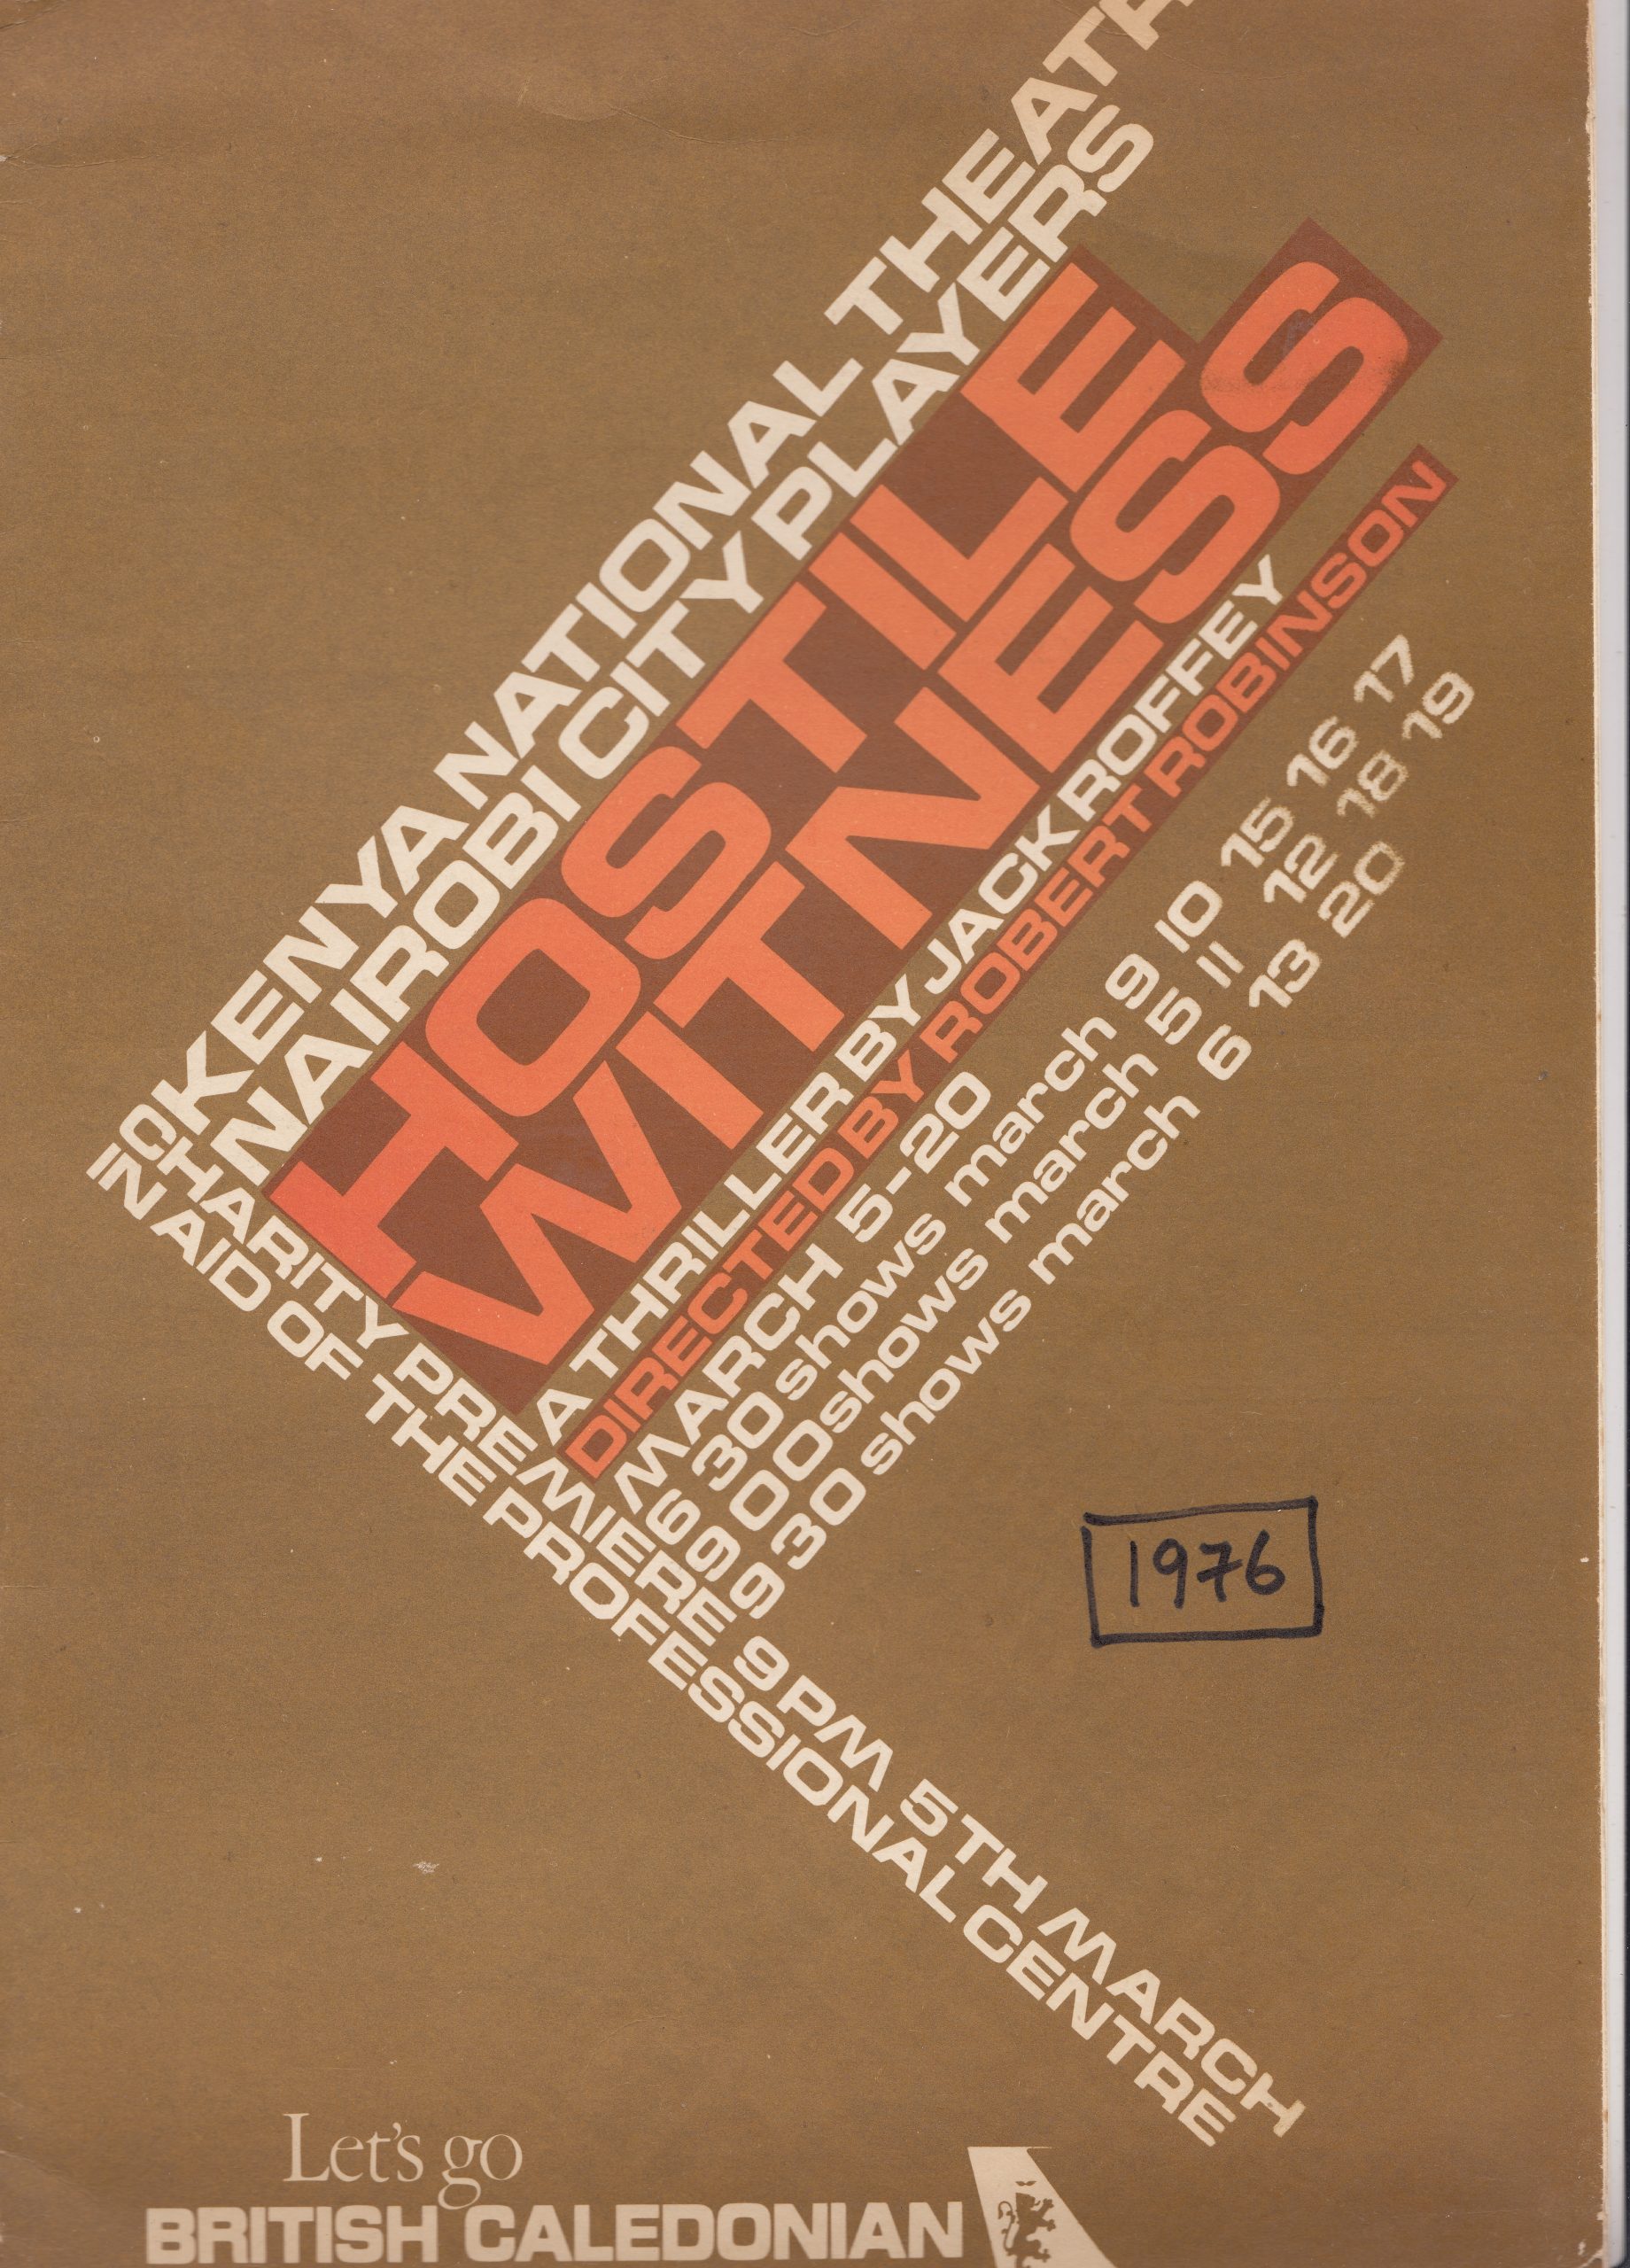 KENYA NATIONAL THEATR
NAIROBI CITY PLAYERS
HOSTILE
WITNESS
A THRILLER BY JACK ROFFEY
DIRECTED BY ROBERT ROBINSON
MARCH 5-20
6 30 shows march 9 10 15 16 17
9 00 shows march 5 11 12 18 19
9 30 shows march 6 13 20
CHARITY PREMIERE 9PM 5TH MARCH
IN AID OF THE PROFESSIONAL CENTRE
1976
Let's go
BRITISH CALEDONIAN